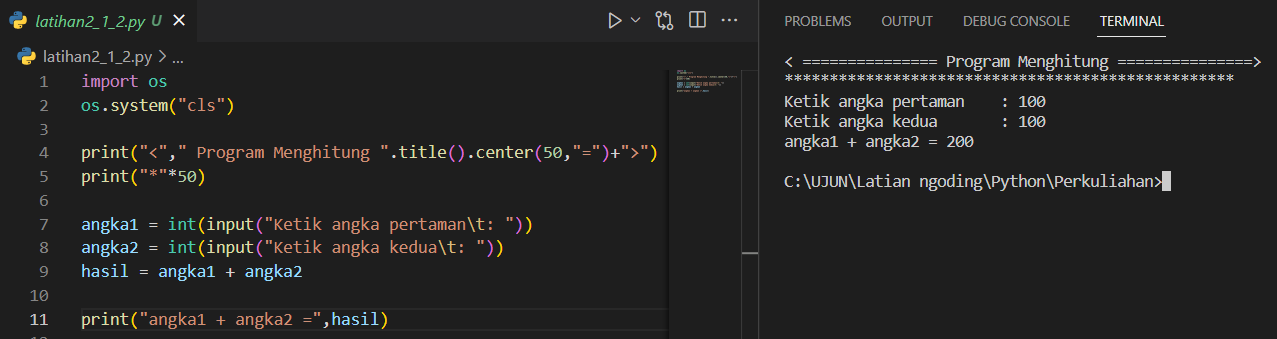 latihan2_1_2.py U
latihan2_1_2.py > ...
1 import os
2 os.system("cls")
3
4 print("<"," Program Menghitung ".title().center(50,"=")+">")
5 print("*"*50)
6
7 angka1 = int(input("Ketik angka pertaman\t: "))
8 angka2 = int(input("Ketik angka kedua\t: "))
9 hasil = angka1 + angka2
10
11 print("angka1 + angka2 =",hasil)
PROBLEMS OUTPUT DEBUG CONSOLE TERMINAL
< =============== Program Menghitung ===============>
**************************************************
Ketik angka pertaman    : 100
Ketik angka kedua       : 100
angka1 + angka2 = 200
C:\UJUN\Latian ngoding\Python\Perkuliahan>